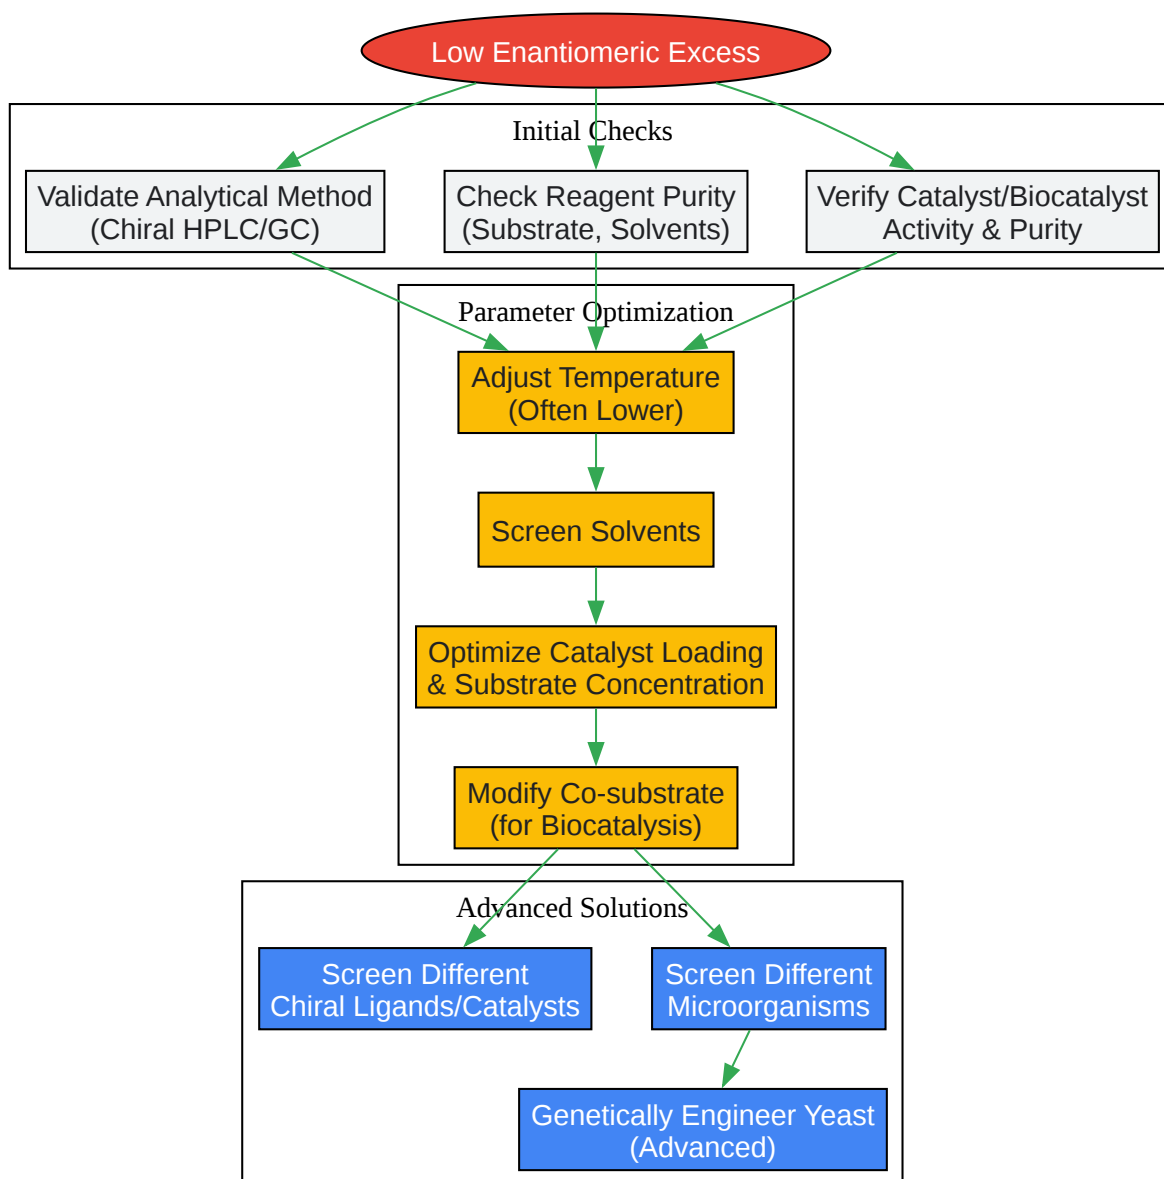 Low Enantiomeric Excess
Initial Checks
Validate Analytical Method
(Chiral HPLC/GC)
Check Reagent Purity
(Substrate, Solvents)
Verify Catalyst/Biocatalyst
Activity & Purity
Parameter Optimization
Adjust Temperature
(Often Lower)
Screen Solvents
Optimize Catalyst Loading
& Substrate Concentration
Modify Co-substrate
(for Biocatalysis)
Advanced Solutions
Screen Different
Chiral Ligands/Catalysts
Screen Different
Microorganisms
Genetically Engineer Yeast
(Advanced)